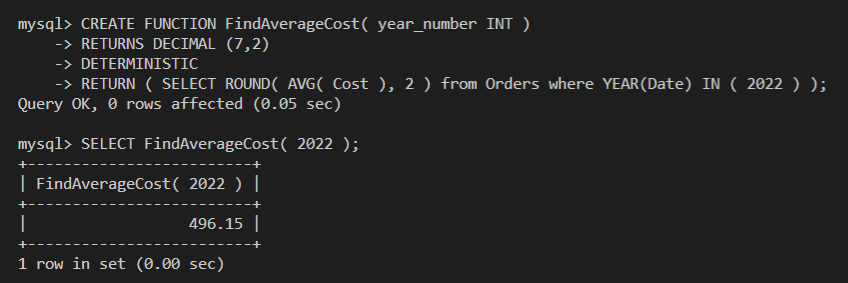 mysql> CREATE FUNCTION FindAverageCost( year_number INT )
    -> RETURNS DECIMAL (7,2)
    -> DETERMINISTIC
    -> RETURN ( SELECT ROUND( AVG( Cost ), 2 ) from Orders where YEAR(Date) IN ( 2022 ) );
Query OK, 0 rows affected (0.05 sec)

mysql> SELECT FindAverageCost( 2022 );
+-------------------------+
| FindAverageCost( 2022 ) |
+-------------------------+
|                  496.15 |
+-------------------------+
1 row in set (0.00 sec)